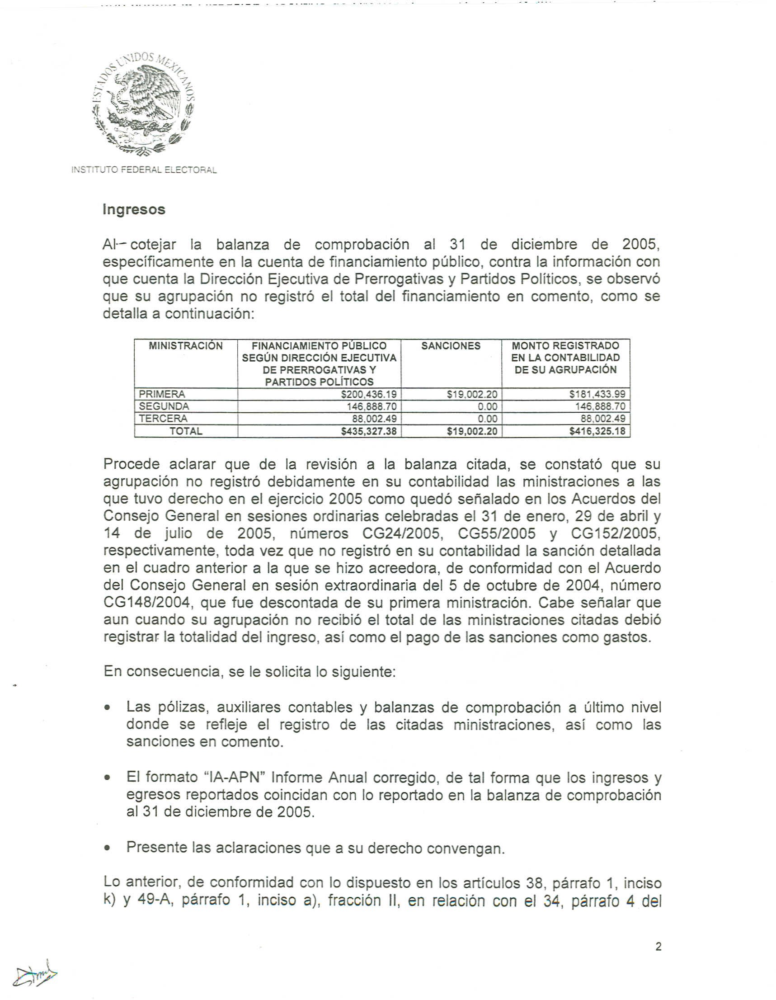 ESTADOS UNIDOS MEXICANOS
INSTITUTO FEDERAL ELECTORAL
Ingresos
Al cotejar la balanza de comprobación al 31 de diciembre de 2005,
específicamente en la cuenta de financiamiento público, contra la información con
que cuenta la Dirección Ejecutiva de Prerrogativas y Partidos Políticos, se observó
que su agrupación no registró el total del financiamiento en comento, como se
detalla a continuación:
MINISTRACIÓN FINANCIAMIENTO PÚBLICO SANCIONES MONTO REGISTRADO
SEGÚN DIRECCIÓN EJECUTIVA EN LA CONTABILIDAD
DE PRERROGATIVAS Y DE SU AGRUPACIÓN
PARTIDOS POLÍTICOS
PRIMERA $200,436.19 $19,002.20 $181,433.99
SEGUNDA 146,888.70 0.00 146,888.70
TERCERA 88,002.49 0.00 88,002.49
TOTAL $435,327.38 $19,002.20 $416,325.18
Procede aclarar que de la revisión a la balanza citada, se constató que su
agrupación no registró debidamente en su contabilidad las ministraciones a las
que tuvo derecho en el ejercicio 2005 como quedó señalado en los Acuerdos del
Consejo General en sesiones ordinarias celebradas el 31 de enero, 29 de abril y
14 de julio de 2005, números CG24/2005, CG55/2005 y CG152/2005,
respectivamente, toda vez que no registró en su contabilidad la sanción detallada
en el cuadro anterior a la que se hizo acreedora, de conformidad con el Acuerdo
del Consejo General en sesión extraordinaria del 5 de octubre de 2004, número
CG148/2004, que fue descontada de su primera ministración. Cabe señalar que
aun cuando su agrupación no recibió el total de las ministraciones citadas debió
registrar la totalidad del ingreso, así como el pago de las sanciones como gastos.
En consecuencia, se le solicita lo siguiente:
• Las pólizas, auxiliares contables y balanzas de comprobación a último nivel
donde se refleje el registro de las citadas ministraciones, así como las
sanciones en comento.
• El formato “IA-APN” Informe Anual corregido, de tal forma que los ingresos y
egresos reportados coincidan con lo reportado en la balanza de comprobación
al 31 de diciembre de 2005.
• Presente las aclaraciones que a su derecho convengan.
Lo anterior, de conformidad con lo dispuesto en los artículos 38, párrafo 1, inciso
k) y 49-A, párrafo 1, inciso a), fracción II, en relación con el 34, párrafo 4 del
2